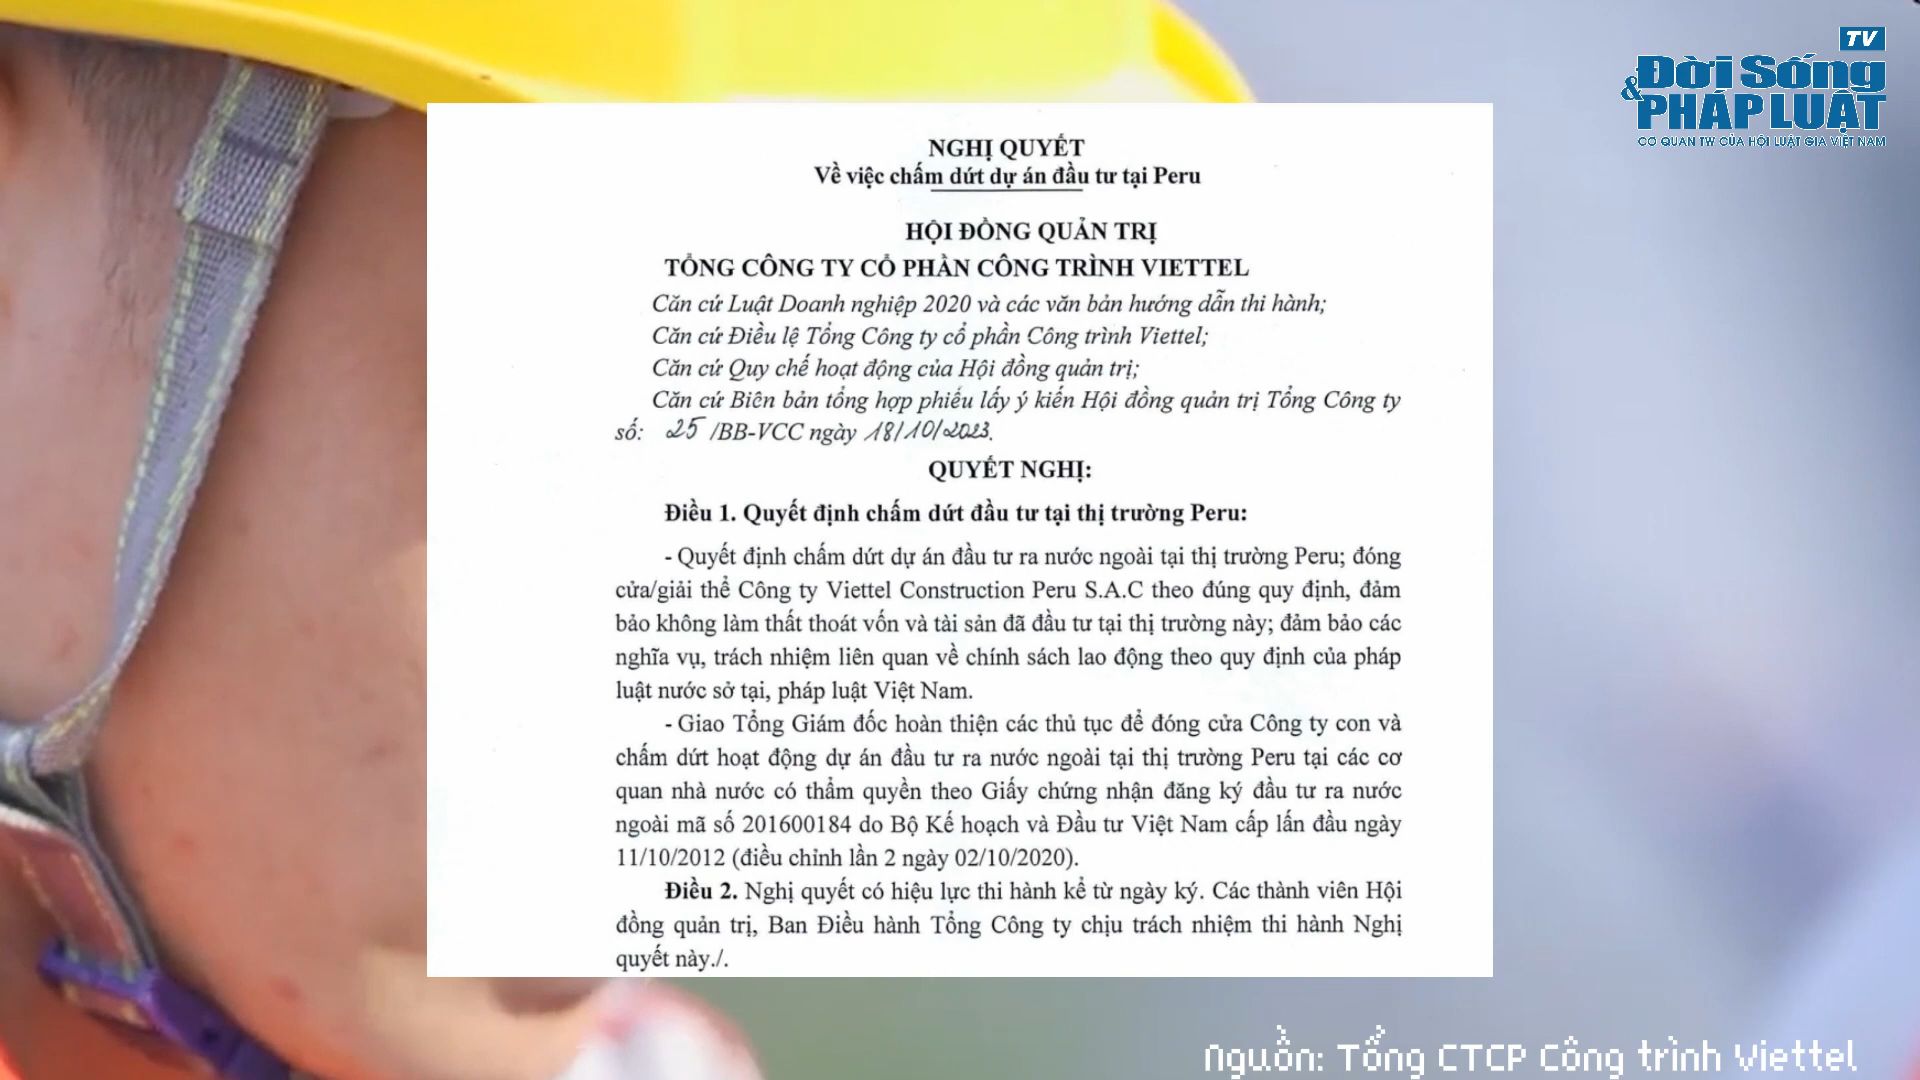 TV
Đời Sống
& PHÁP LUẬT
CƠ QUAN TW CỦA HỘI LUẬT GIA VIỆT NAM
NGHỊ QUYẾT
Về việc chấm dứt dự án đầu tư tại Peru
HỘI ĐỒNG QUẢN TRỊ
TỔNG CÔNG TY CỔ PHẦN CÔNG TRÌNH VIETTEL
Căn cứ Luật Doanh nghiệp 2020 và các văn bản hướng dẫn thi hành;
Căn cứ Điều lệ Tổng Công ty cổ phần Công trình Viettel;
Căn cứ Quy chế hoạt động của Hội đồng quản trị;
Căn cứ Biên bản tổng hợp phiếu lấy ý kiến Hội đồng quản trị Tổng Công ty
số: 25 /BB-VCC ngày 18/10/2023.
QUYẾT NGHỊ:
Điều 1. Quyết định chấm dứt đầu tư tại thị trường Peru:
- Quyết định chấm dứt dự án đầu tư ra nước ngoài tại thị trường Peru; đóng
cửa/giải thể Công ty Viettel Construction Peru S.A.C theo đúng quy định, đảm
bảo không làm thất thoát vốn và tài sản đã đầu tư tại thị trường này; đảm bảo các
nghĩa vụ, trách nhiệm liên quan về chính sách lao động theo quy định của pháp
luật nước sở tại, pháp luật Việt Nam.
- Giao Tổng Giám đốc hoàn thiện các thủ tục để đóng cửa Công ty con và
chấm dứt hoạt động dự án đầu tư ra nước ngoài tại thị trường Peru tại các cơ
quan nhà nước có thẩm quyền theo Giấy chứng nhận đăng ký đầu tư ra nước
ngoài mã số 201600184 do Bộ Kế hoạch và Đầu tư Việt Nam cấp lần đầu ngày
11/10/2012 (điều chỉnh lần 2 ngày 02/10/2020).
Điều 2. Nghị quyết có hiệu lực thi hành kể từ ngày ký. Các thành viên Hội
đồng quản trị, Ban Điều hành Tổng Công ty chịu trách nhiệm thi hành Nghị
quyết này./.
Nguồn: Tổng CTCP Công trình Viettel